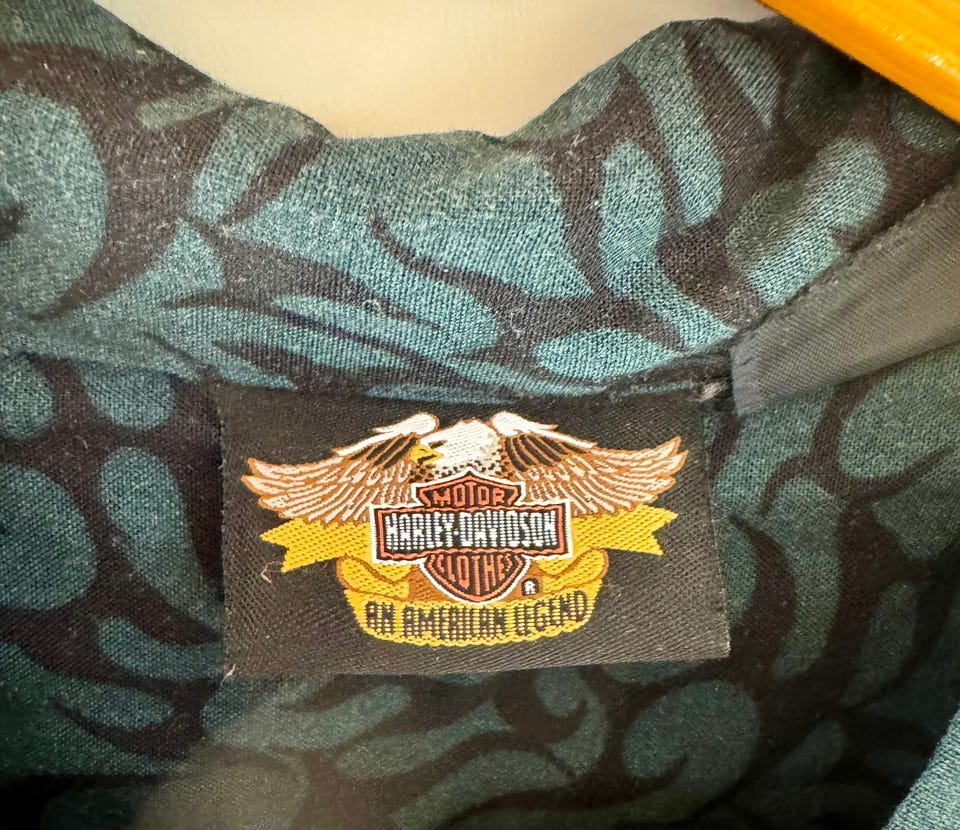 MOTOR
HARLEY-DAVIDSON
CLOTHES
®
AN AMERICAN LEGEND